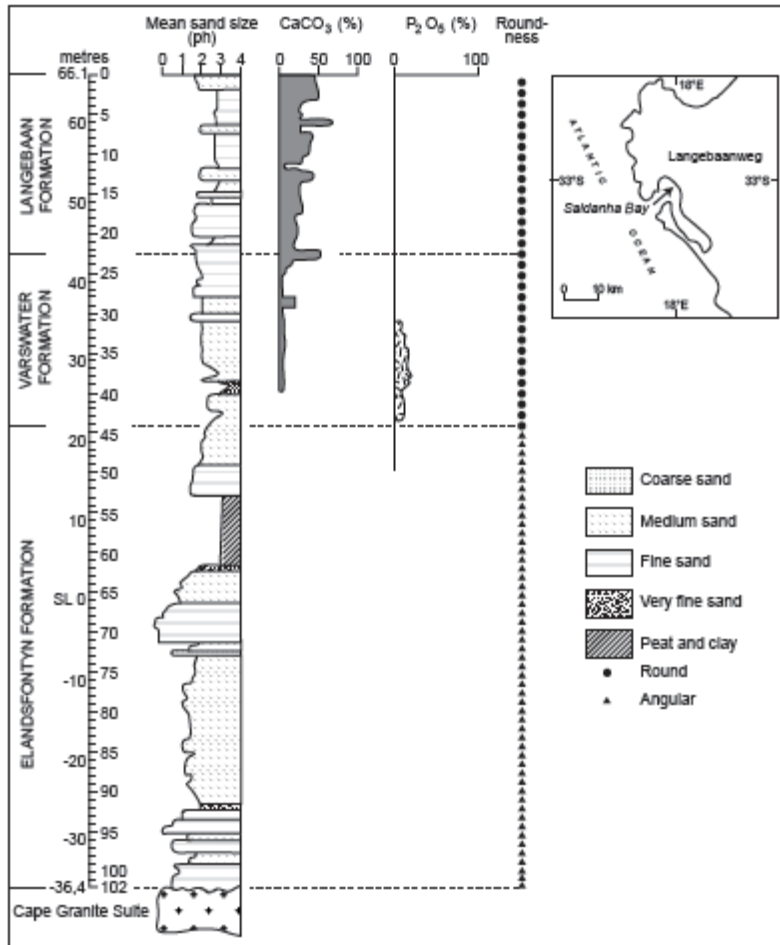 Mean sand size
(ph)
CaCO₃ (%)
P₂O₅ (%)
Round-
ness
metres
0 1 2 3 4
0 50 100
0 100
66.1
60
50
40
30
20
10
SL 0
-10
-20
-30
-36,4
0
5
10
15
20
25
30
35
40
45
50
55
60
65
70
75
80
85
90
95
100
102
LANGEBAAN
FORMATION
VARSWATER
FORMATION
ELANDSFONTYN FORMATION
Cape Granite Suite
18°E
ATLANTIC
Langebaanweg
33°S
33°S
Saldanha Bay
OCEAN
0 10 km
18°E
Coarse sand
Medium sand
Fine sand
Very fine sand
Peat and clay
Round
Angular